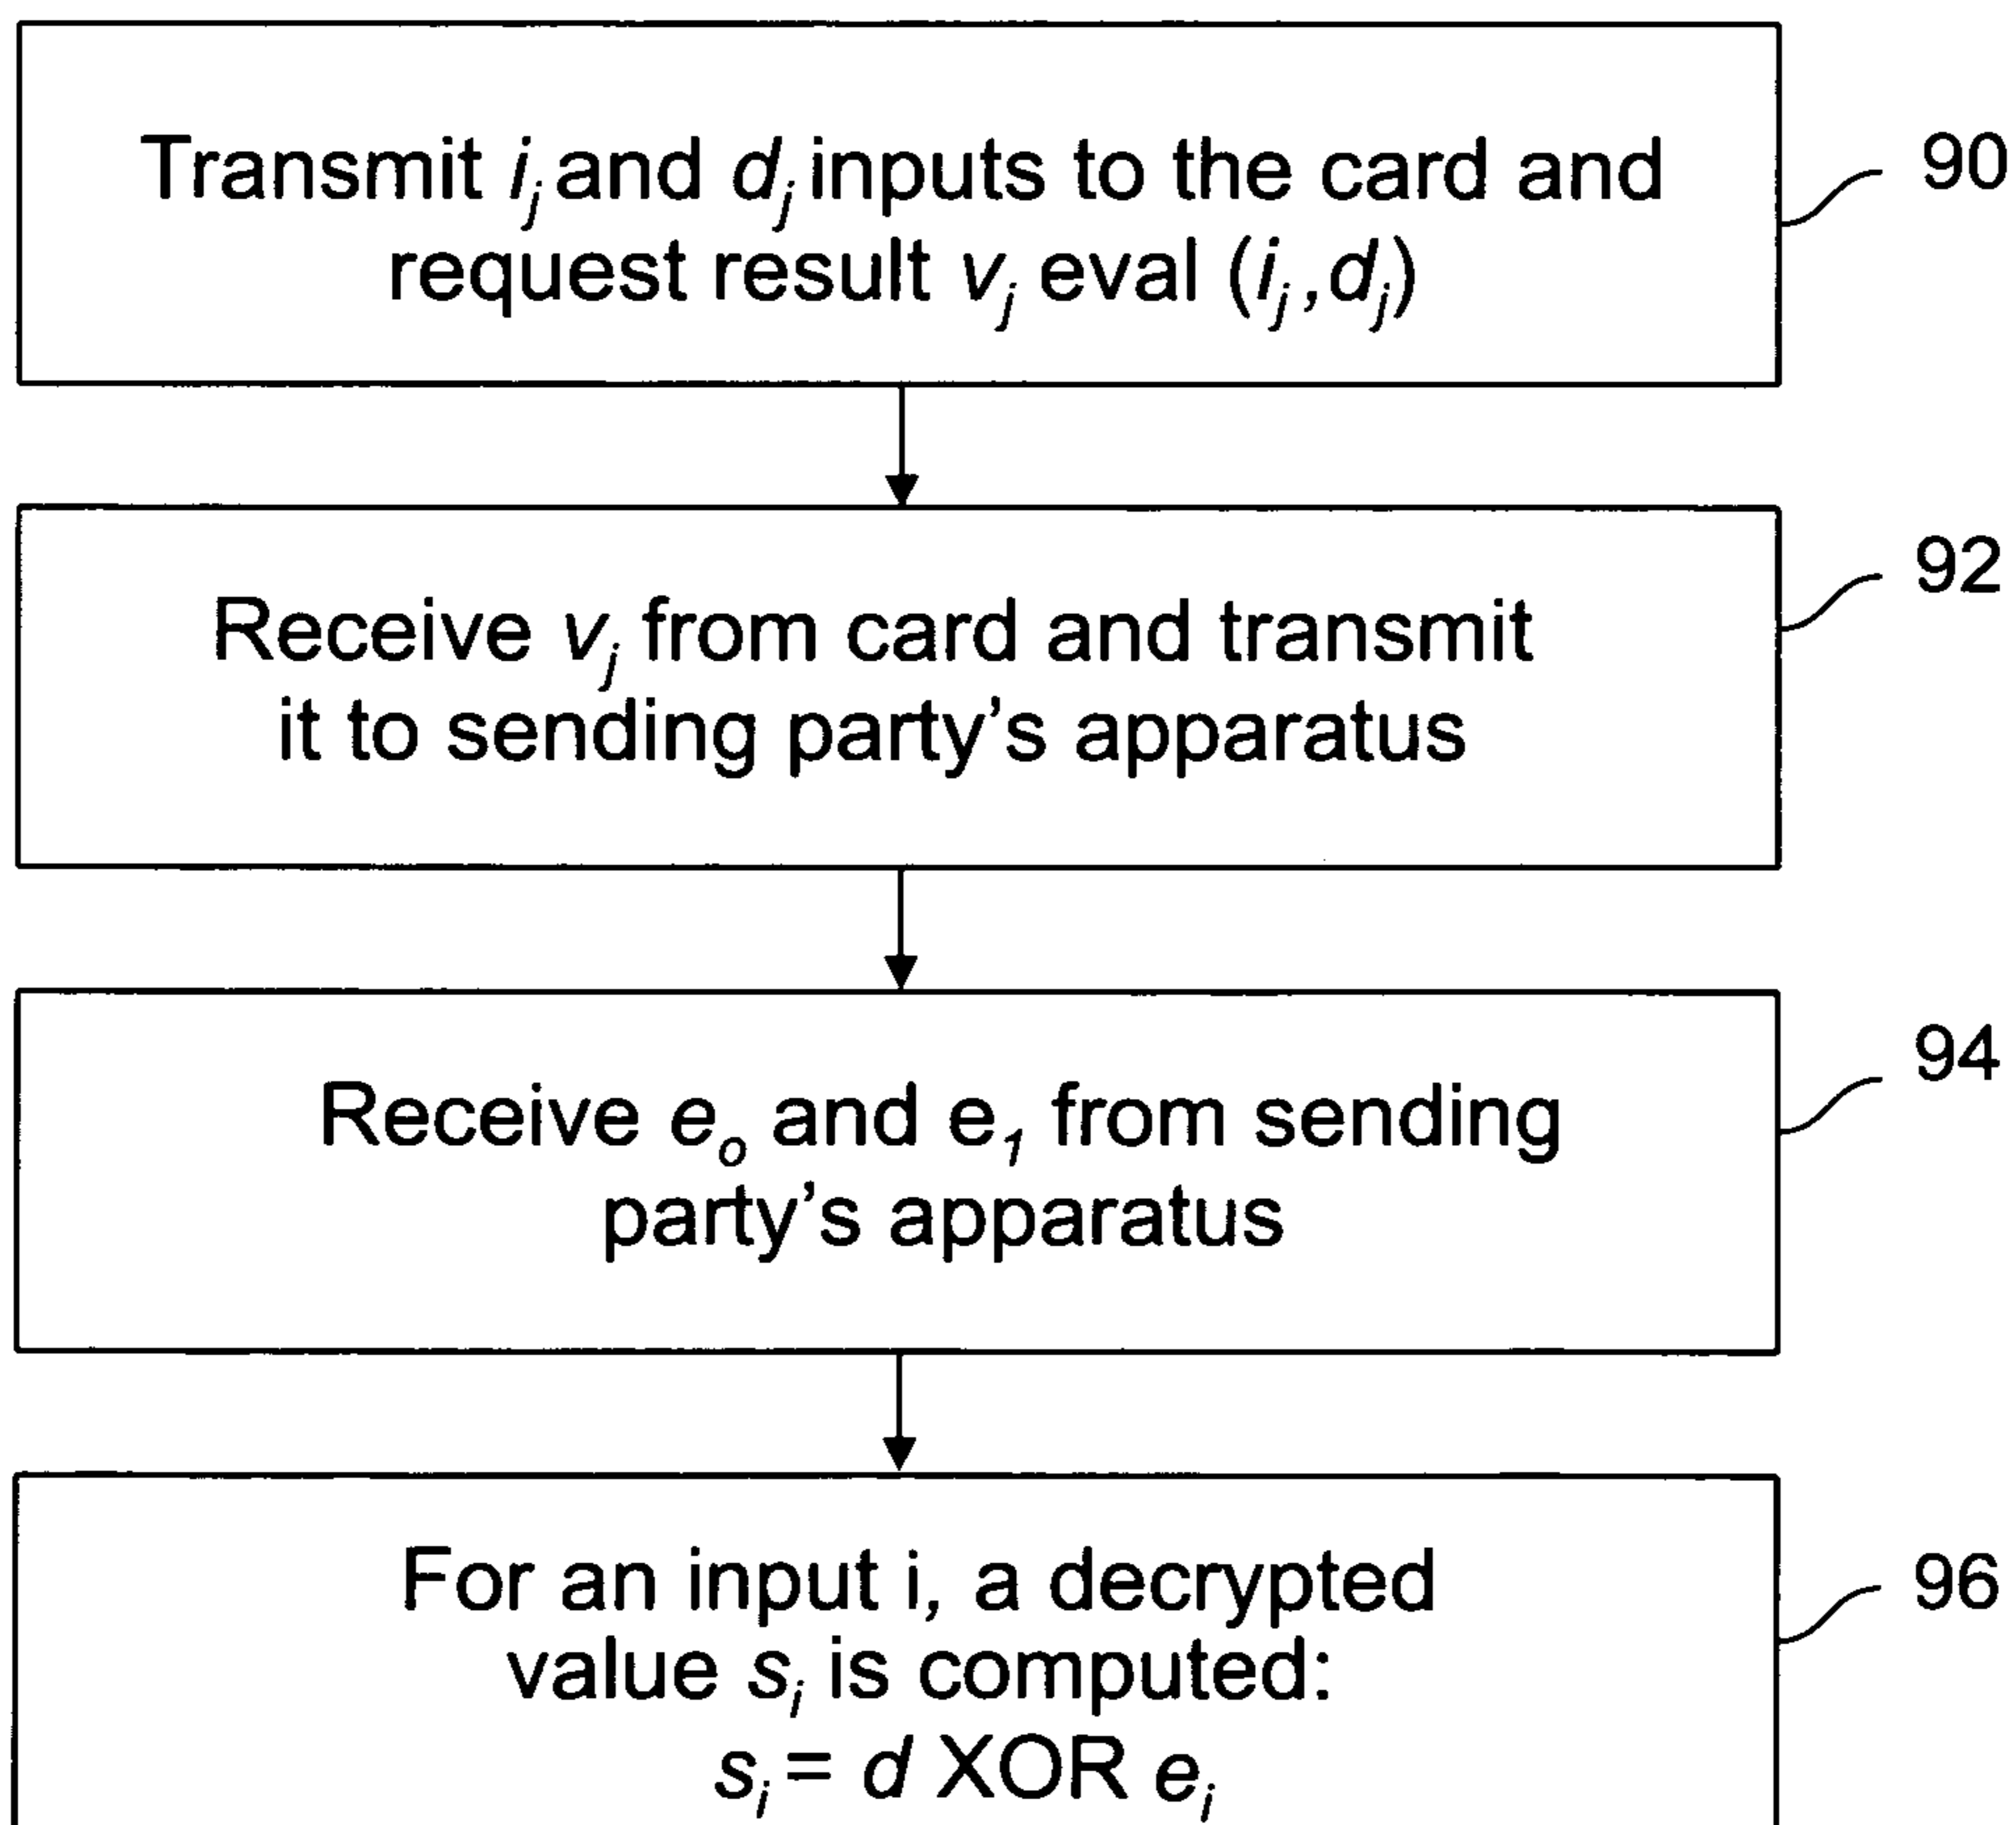 Transmit i_j and d_j inputs to the card and
request result v_j eval (i_j,d_j)
90
Receive v_j from card and transmit
it to sending party's apparatus
92
Receive e_o and e_1 from sending
party's apparatus
94
For an input i, a decrypted
value s_i is computed:
s_i = d XOR e_i
96